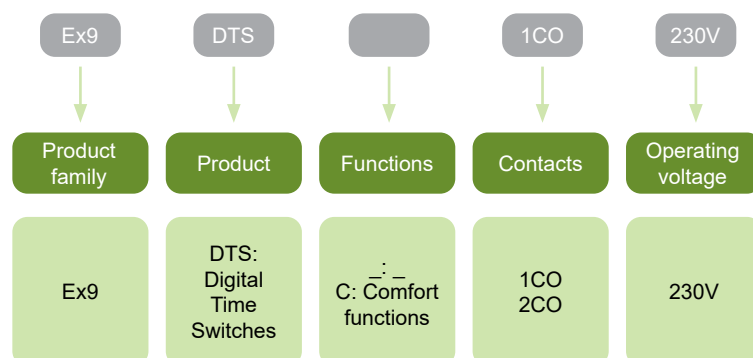 Ex9
DTS
1CO
230V
Product
family
Product
Functions
Contacts
Operating
voltage
Ex9
DTS:
Digital
Time
Switches
_: _
C: Comfort
functions
1CO
2CO
230V